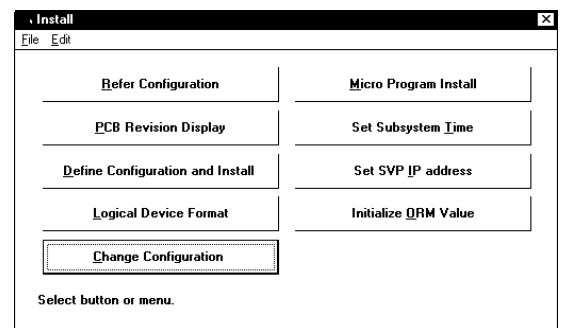 Install
File Edit
Refer Configuration
Micro Program Install
PCB Revision Display
Set Subsystem Time
Define Configuration and Install
Set SVP IP address
Logical Device Format
Initialize ORM Value
Change Configuration
Select button or menu.